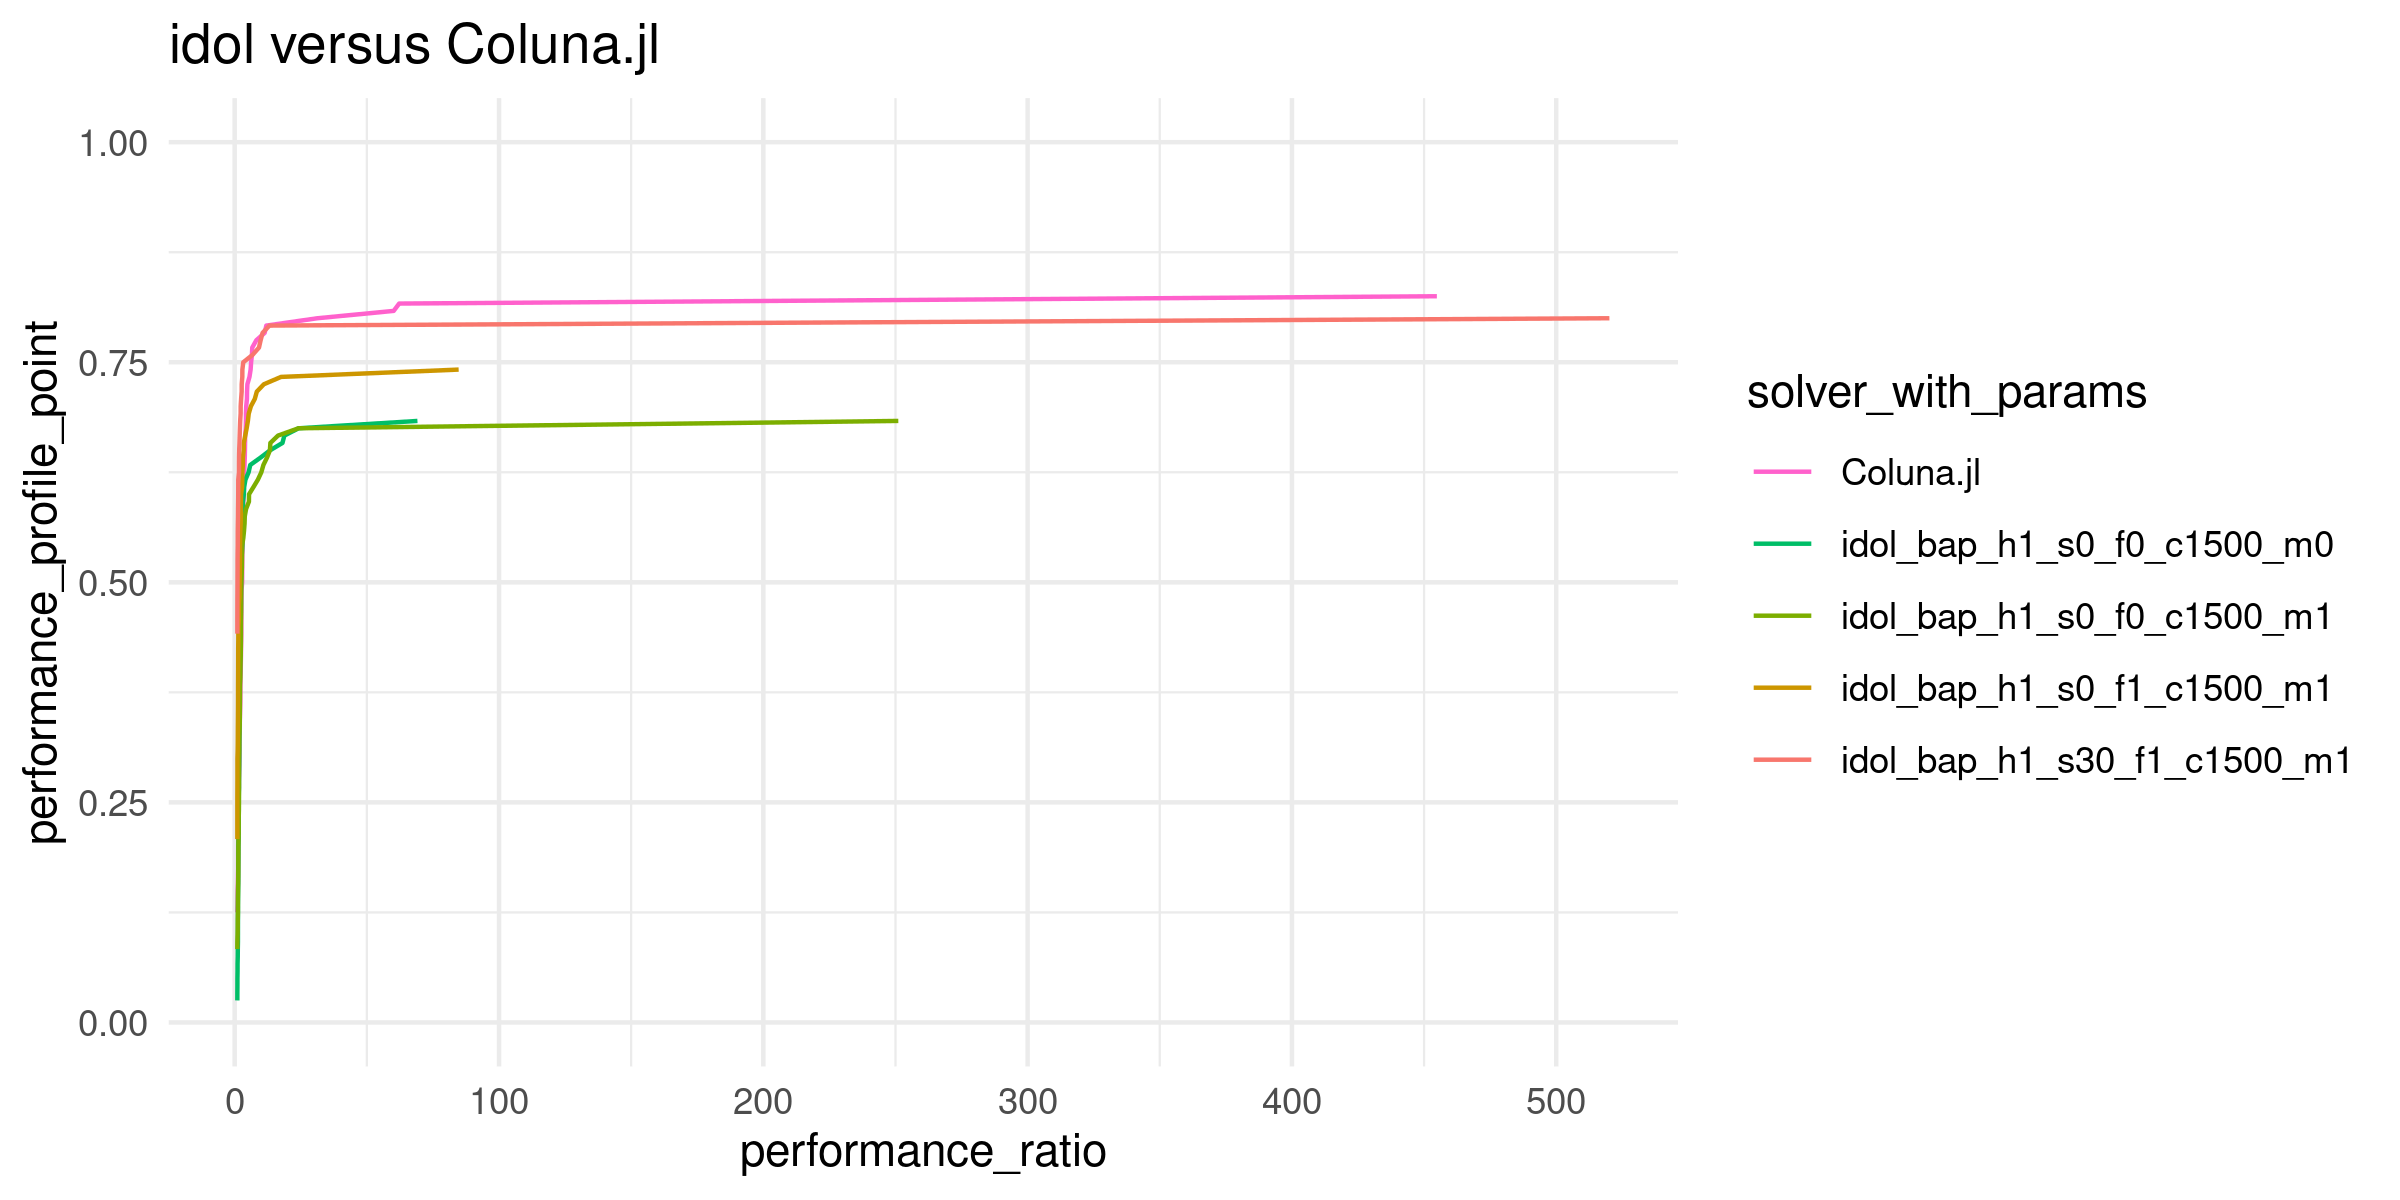 idol versus Coluna.jl
performance_profile_point
1.00
0.75
0.50
0.25
0.00
0
100
200
300
400
500
performance_ratio
solver_with_params
Coluna.jl
idol_bap_h1_s0_f0_c1500_m0
idol_bap_h1_s0_f0_c1500_m1
idol_bap_h1_s0_f1_c1500_m1
idol_bap_h1_s30_f1_c1500_m1